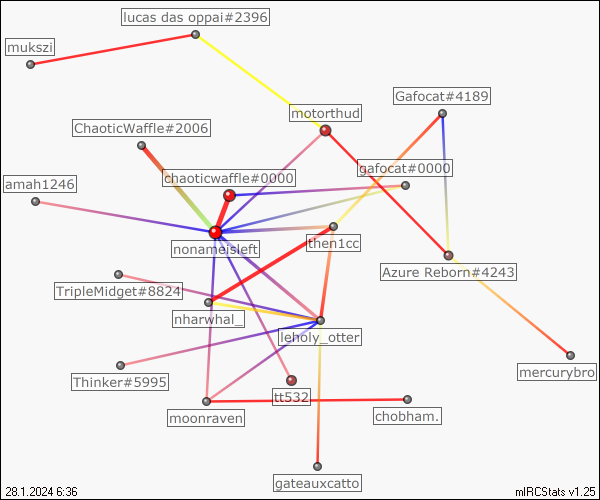 lucas das oppai#2396
mukszi
Gafocat#4189
motorthud
ChaoticWaffle#2006
gafocat#0000
chaoticwaffle#0000
amah1246
then1cc
nonameisleft
Azure Reborn#4243
TripleMidget#8824
nharwhal_
leholy_otter
mercurybro
Thinker#5995
tt532
moonraven
chobham.
gateauxcatto
28.1.2024 6:36
mIRCStats v1.25